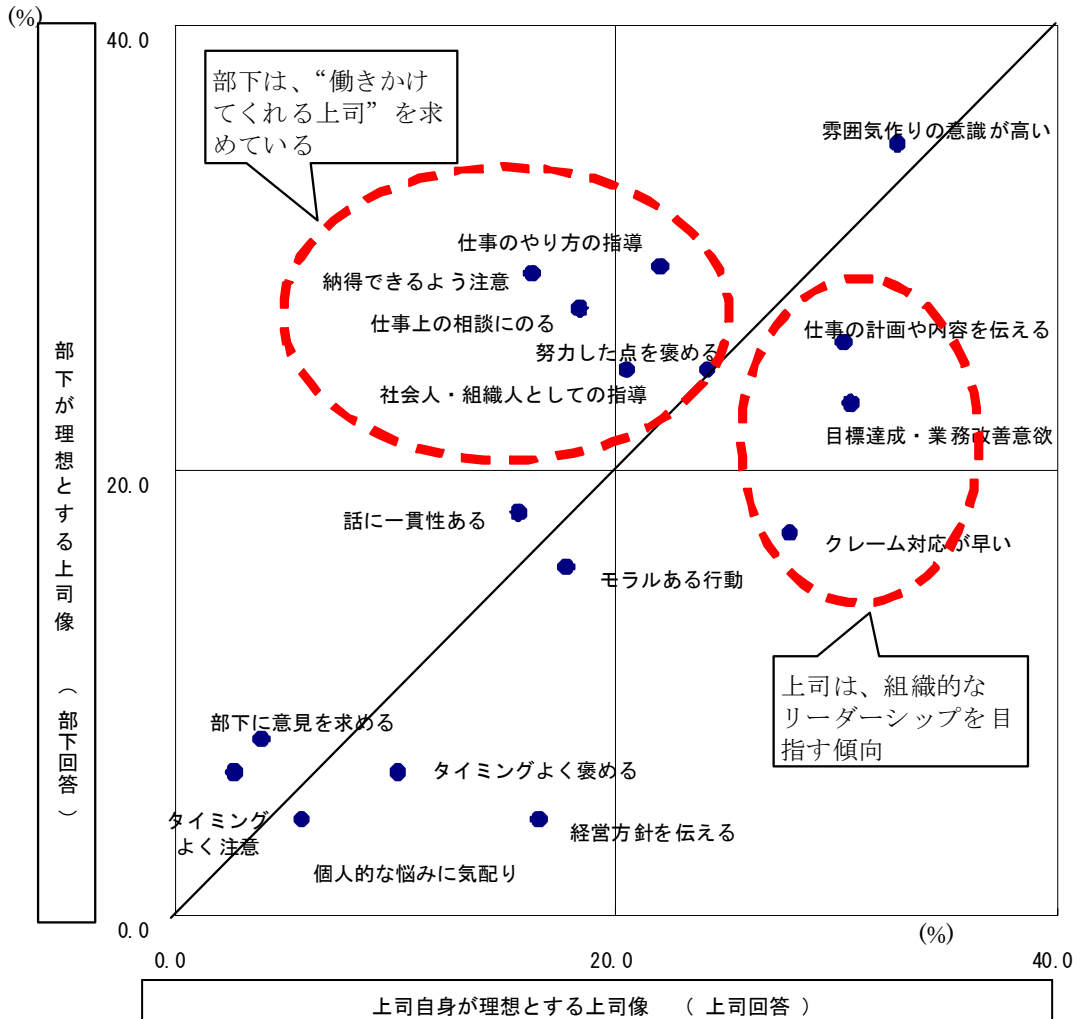 (%)
40.0
部下は、“働きかけ
てくれる上司”を求
めている
雰囲気作りの意識が高い
仕事のやり方の指導
納得できるよう注意
仕事上の相談にのる
仕事の計画や内容を伝える
努力した点を褒める
社会人・組織人としての指導
目標達成・業務改善意欲
部下が理想とする上司像 （部下回答）
20.0
話に一貫性ある
クレーム対応が早い
モラルある行動
上司は、組織的な
リーダーシップを目
指す傾向
部下に意見を求める
タイミングよく褒める
タイミング
よく注意
経営方針を伝える
個人的な悩みに気配り
0.0
(%)
0.0
20.0
40.0
上司自身が理想とする上司像 （ 上司回答 ）